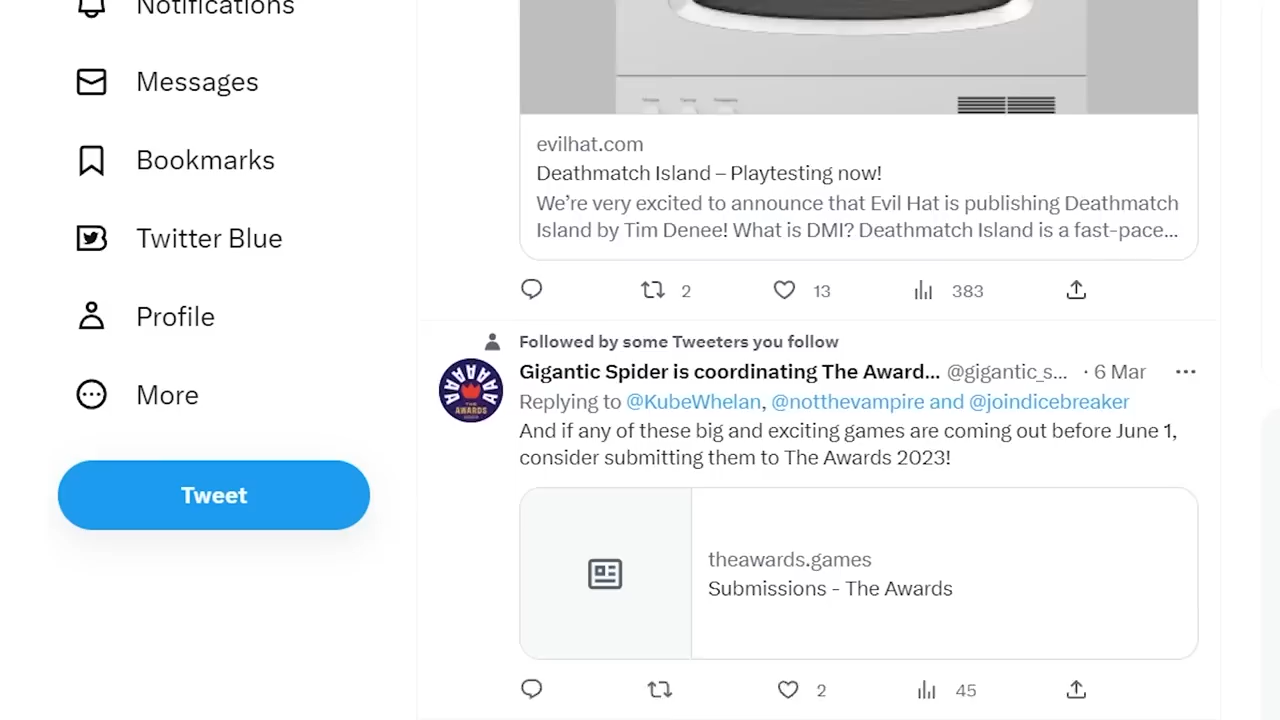 Notifications
Messages
Bookmarks
Twitter Blue
Profile
More
Tweet
evilhat.com
Deathmatch Island – Playtesting now!
We’re very excited to announce that Evil Hat is publishing Deathmatch
Island by Tim Denee! What is DMI? Deathmatch Island is a fast-pace...
2 13 383
Followed by some Tweeters you follow
Gigantic Spider is coordinating The Award... @gigantic_s... · 6 Mar
Replying to @KubeWhelan, @notthevampire and @joindicebreaker
And if any of these big and exciting games are coming out before June 1,
consider submitting them to The Awards 2023!
THE
AWARDS
theawards.games
Submissions - The Awards
2 45